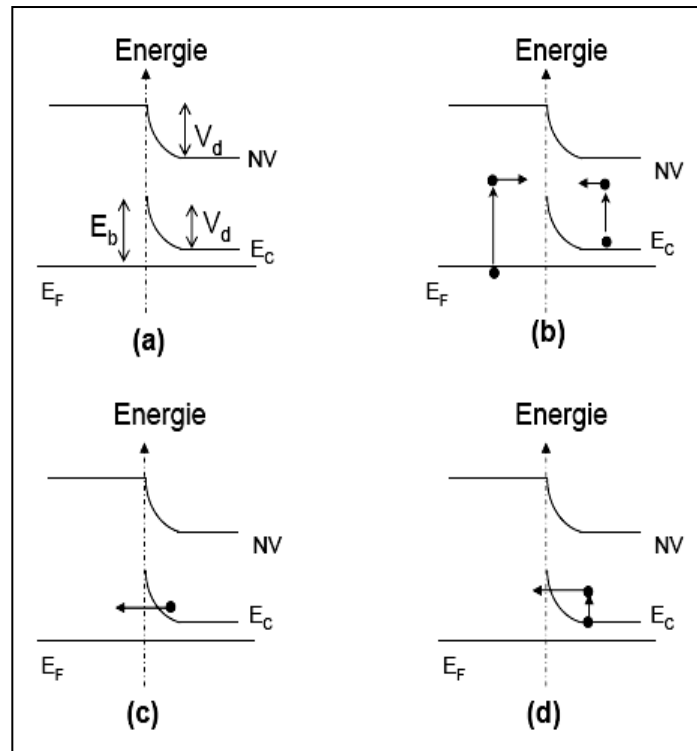 Energie
V_d
NV
E_b
V_d
E_C
E_F
(a)
Energie
NV
E_C
E_F
(b)
Energie
NV
E_C
E_F
(c)
Energie
NV
E_C
E_F
(d)